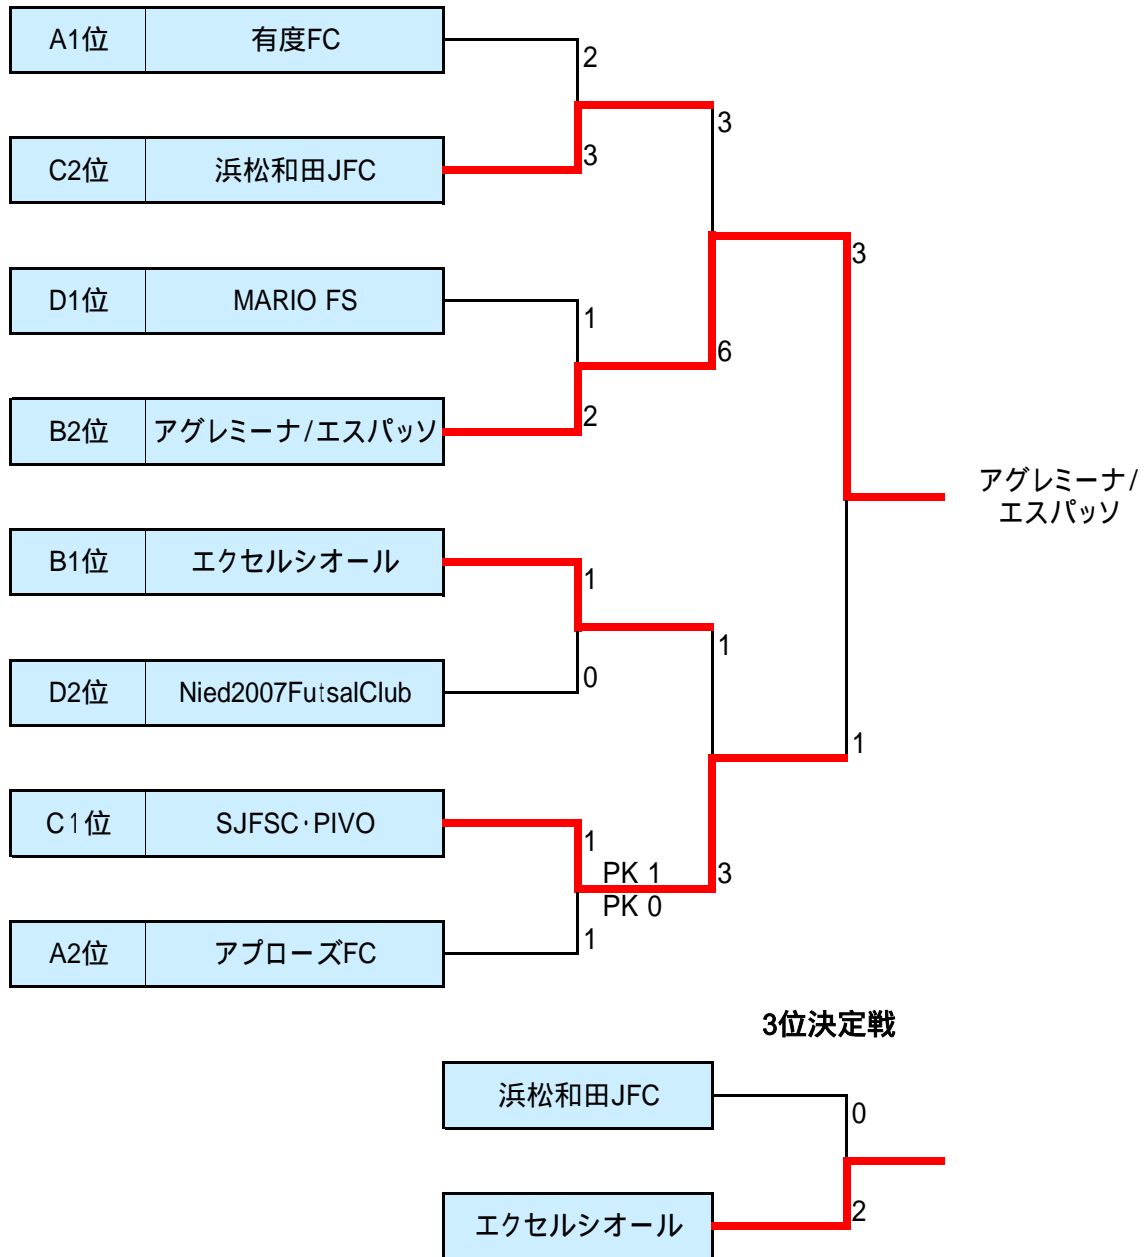 A1位 有度FC
2
3
C2位 浜松和田JFC
3
3
D1位 MARIO FS
1
6
B2位 アグレミーナ/エスパッソ
2
アグレミーナ/
エスパッソ
B1位 エクセルシオール
1
1
D2位 Nied2007FutsalClub
0
1
C1位 SJFSC・PIVO
1
PK 1
3
PK 0
A2位 アプローズFC
1
3位決定戦
浜松和田JFC
0
エクセルシオール
2